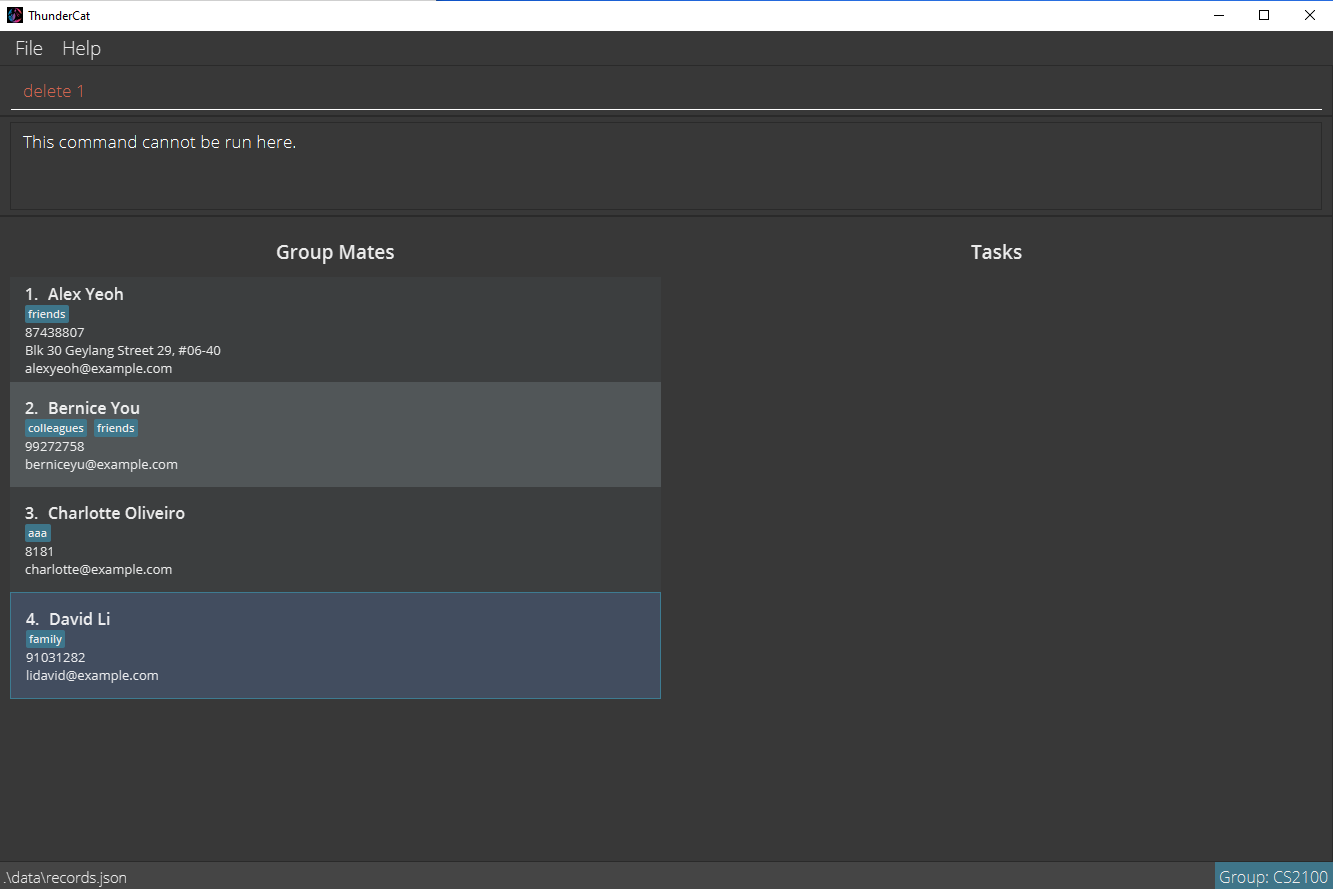 ThunderCat
File Help
delete 1
This command cannot be run here.
Group Mates
1. Alex Yeoh
friends
87438807
Blk 30 Geylang Street 29, #06-40
alexyeoh@example.com
2. Bernice You
colleagues friends
99272758
berniceyu@example.com
3. Charlotte Oliveiro
aaa
8181
charlotte@example.com
4. David Li
family
91031282
lidavid@example.com
Tasks
.\data\records.json
Group: CS2100